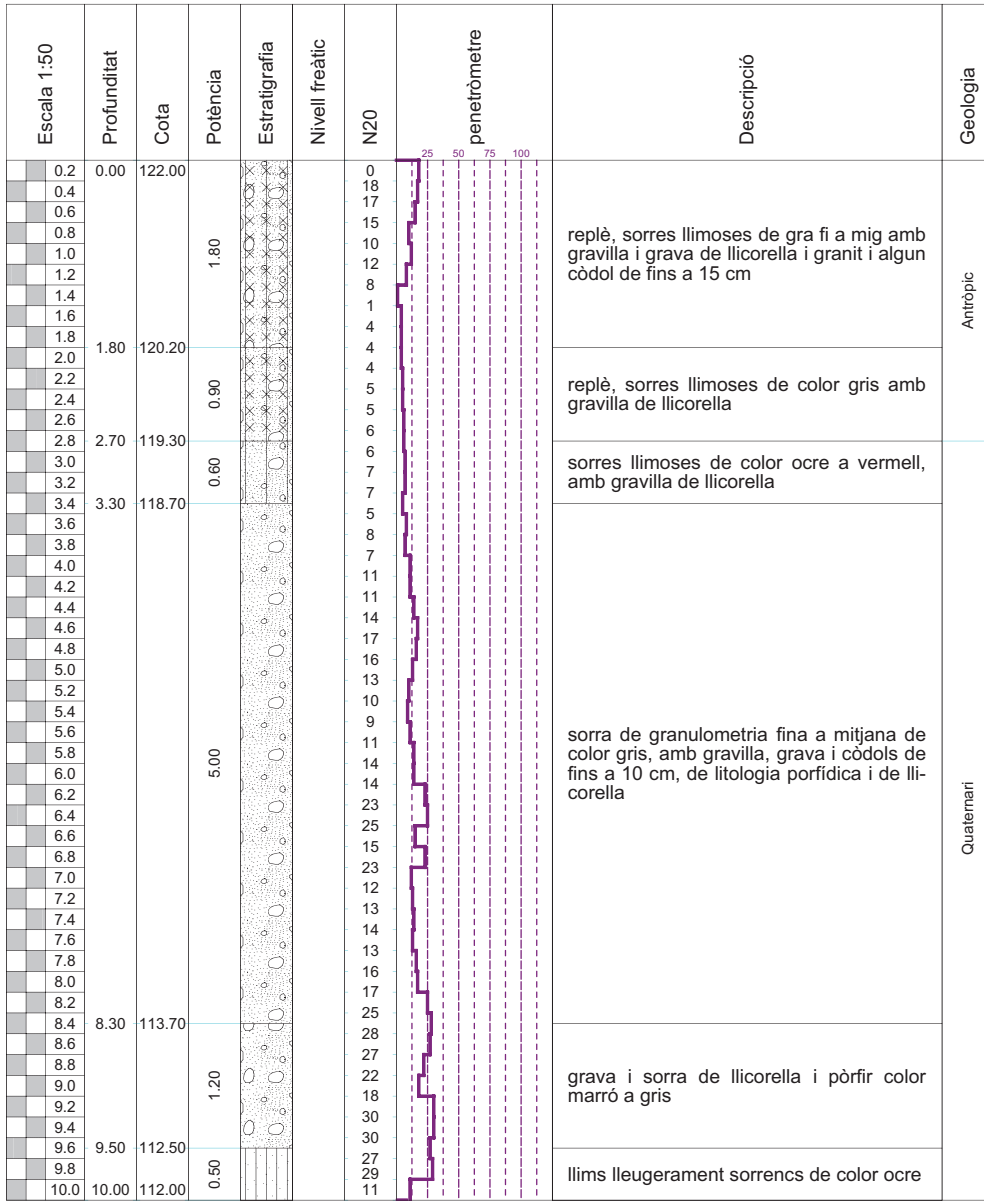 Escala 1:50
Profunditat
Cota
Potència
Estratigrafia
Nivell freàtic
N20
penetròmetre
Descripció
Geologia
25 50 75 100
0.2 0.00 122.00 0
0.4 18
0.6 17
0.8 15
1.0 10
1.2 12
1.4 8
1.6 1
1.8 4
1.80 120.20 4
2.0 4
2.2 5
2.4 5
2.6 6
2.8 2.70 119.30 6
3.0 7
3.2 7
3.4 3.30 118.70 5
3.6 8
3.8 7
4.0 11
4.2 11
4.4 14
4.6 17
4.8 16
5.0 13
5.2 10
5.4 9
5.6 11
5.8 14
6.0 14
6.2 23
6.4 25
6.6 15
6.8 23
7.0 12
7.2 13
7.4 14
7.6 13
7.8 16
8.0 17
8.2 25
8.4 8.30 113.70 28
8.6 27
8.8 22
9.0 18
9.2 30
9.4 30
9.6 9.50 112.50 27
9.8 29
10.0 10.00 112.00 11
1.80
0.90
0.60
5.00
1.20
0.50
replè, sorres llimoses de gra fi a mig amb
gravilla i grava de llicorella i granit i algun
còdol de fins a 15 cm
replè, sorres llimoses de color gris amb
gravilla de llicorella
sorres llimoses de color ocre a vermell,
amb gravilla de llicorella
sorra de granulometria fina a mitjana de
color gris, amb gravilla, grava i còdols de
fins a 10 cm, de litologia porfídica i de lli-
corella
grava i sorra de llicorella i pòrfir color
marró a gris
llims lleugerament sorrencs de color ocre
Antròpic
Quaternari